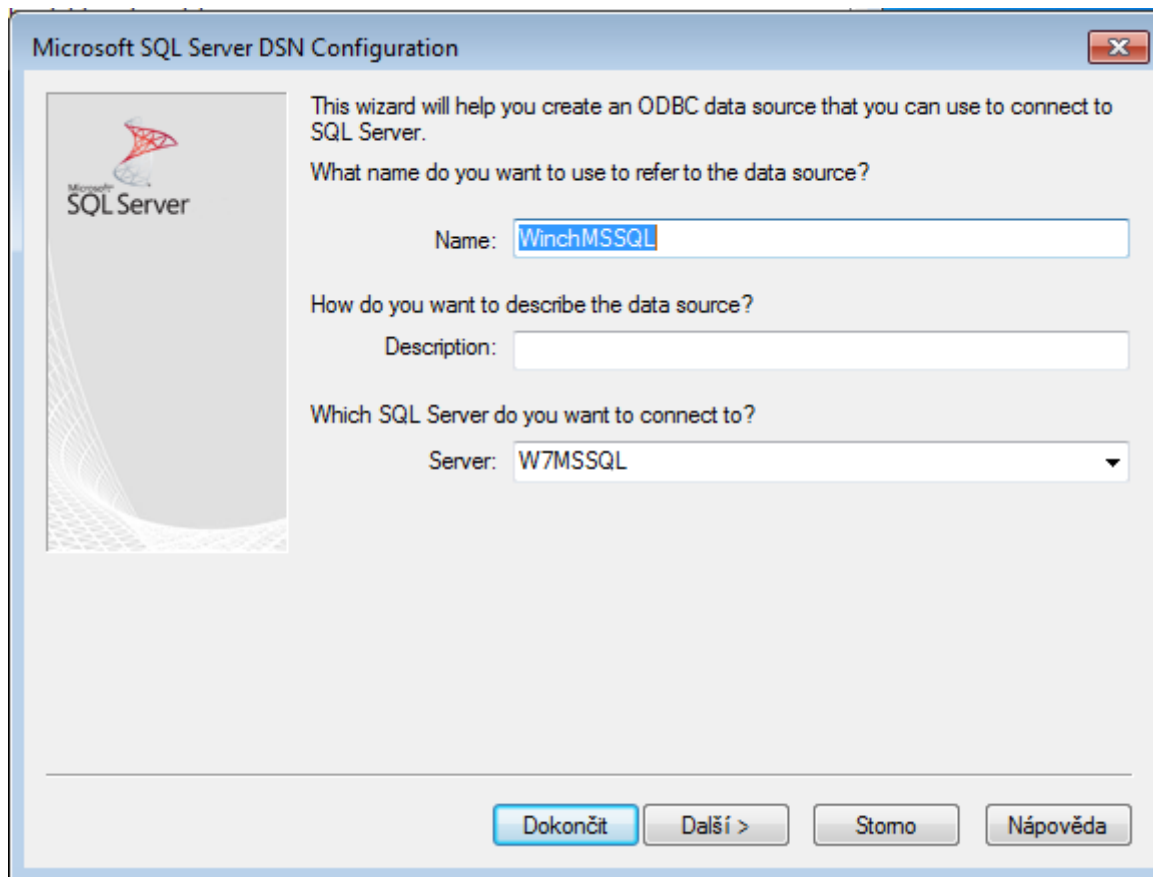 Microsoft SQL Server DSN Configuration
This wizard will help you create an ODBC data source that you can use to connect to
SQL Server.
What name do you want to use to refer to the data source?
Microsoft
SQL Server
Name: WinchMSSQL
How do you want to describe the data source?
Description:
Which SQL Server do you want to connect to?
Server: W7MSSQL
Dokončit Další > Storno Nápověda